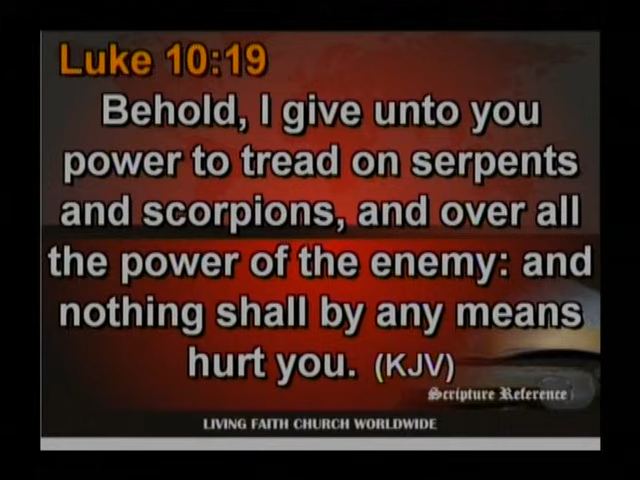 Luke 10:19
Behold, I give unto you
power to tread on serpents
and scorpions, and over all
the power of the enemy: and
nothing shall by any means
hurt you. (KJV)
Scripture Reference
LIVING FAITH CHURCH WORLDWIDE